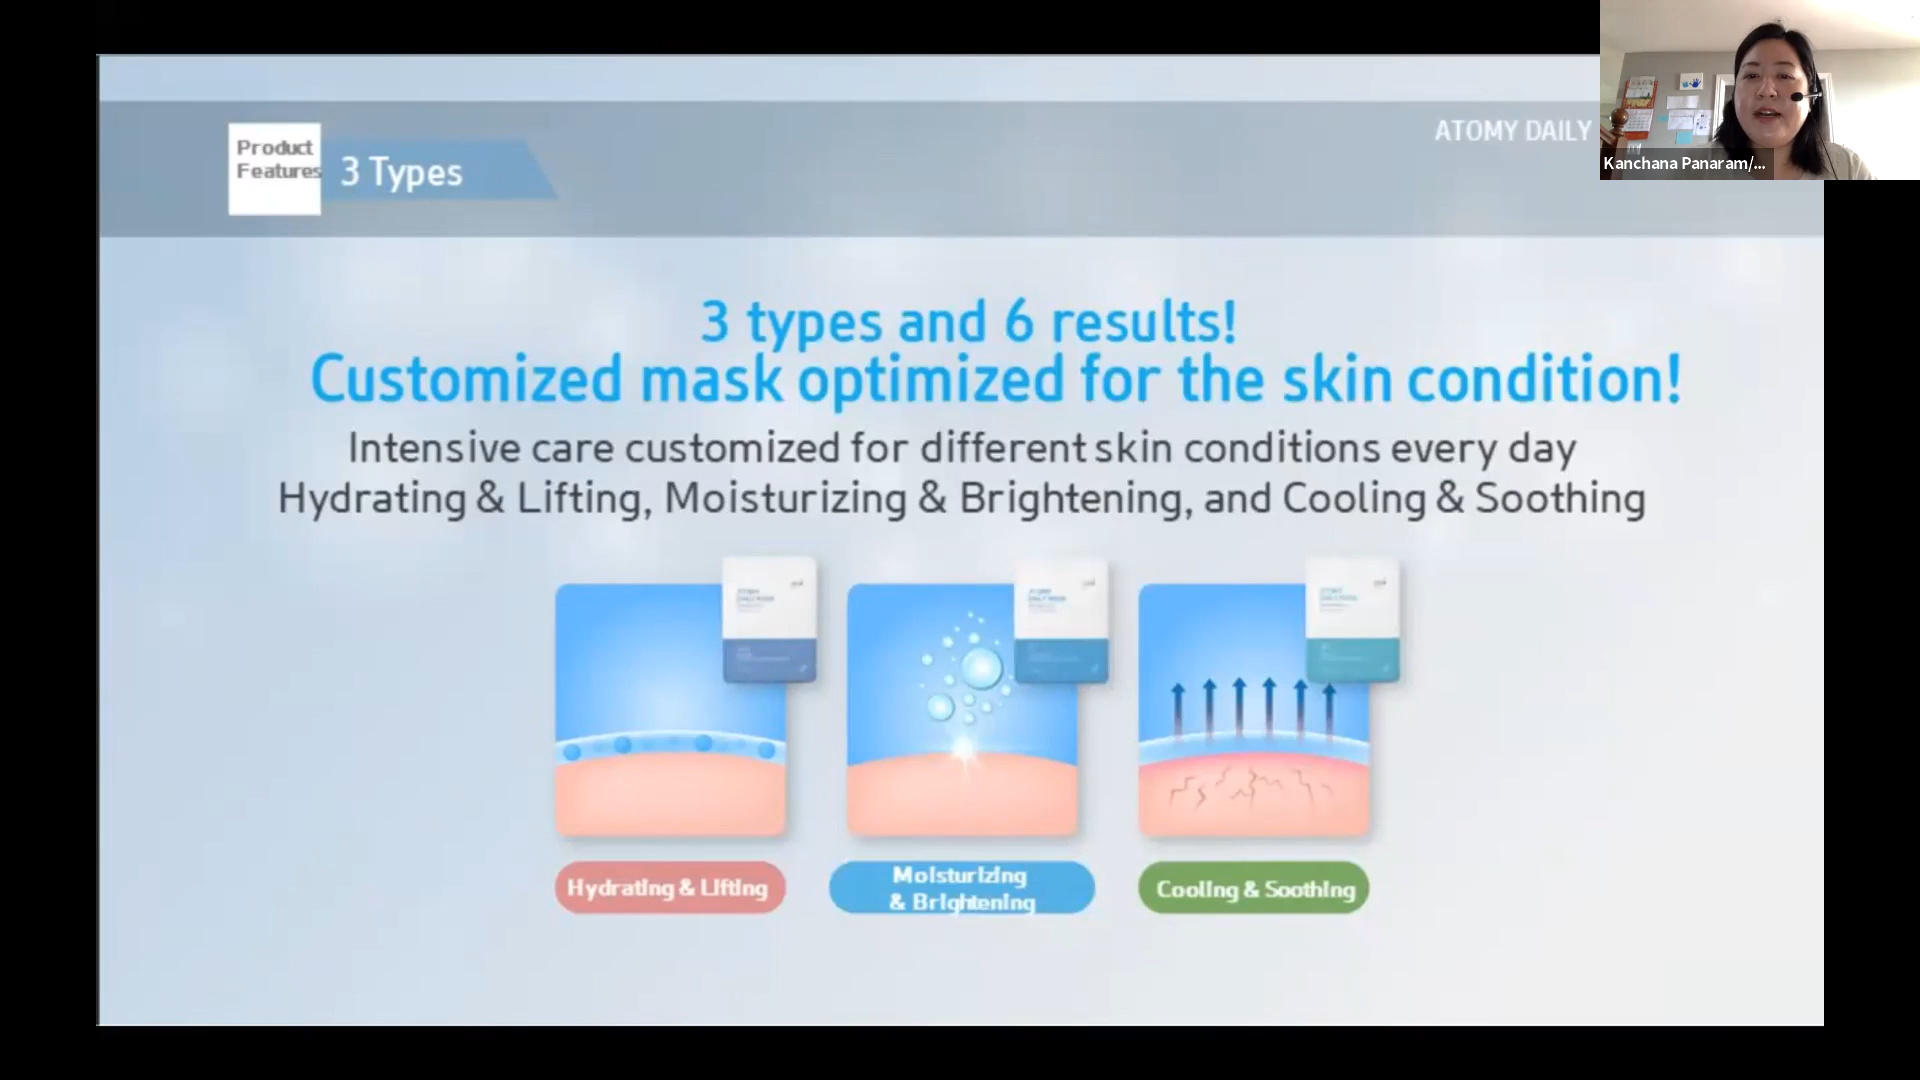 Product
Features
3 Types
ATOMY DAILY
Kanchana Panaram/...
3 types and 6 results!
Customized mask optimized for the skin condition!
Intensive care customized for different skin conditions every day
Hydrating & Lifting, Moisturizing & Brightening, and Cooling & Soothing
Hydrating & Lifting
Moisturizing
& Brightening
Cooling & Soothing